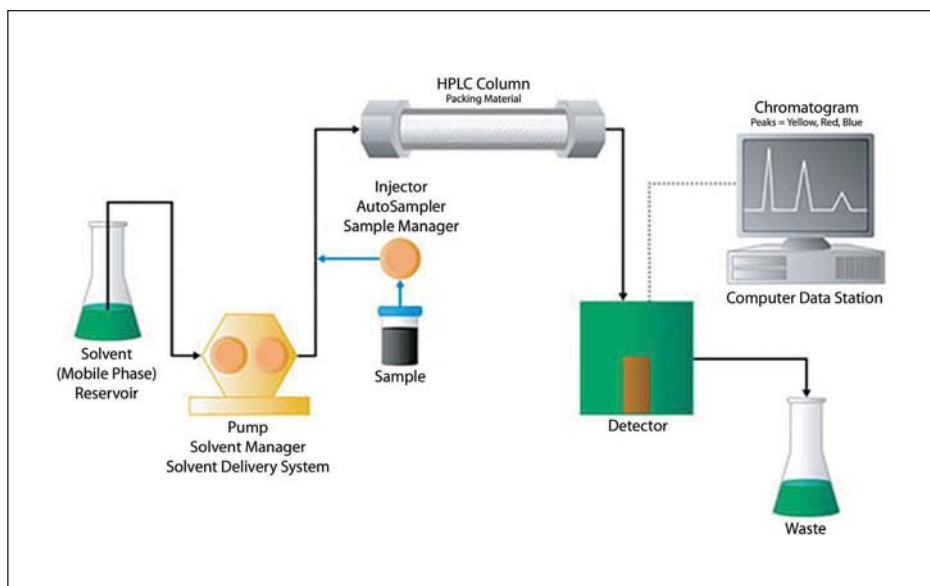 HPLC Column
Packing Material
Chromatogram
Peaks = Yellow, Red, Blue
Injector
AutoSampler
Sample Manager
Computer Data Station
Solvent
(Mobile Phase)
Reservoir
Sample
Pump
Solvent Manager
Solvent Delivery System
Detector
Waste